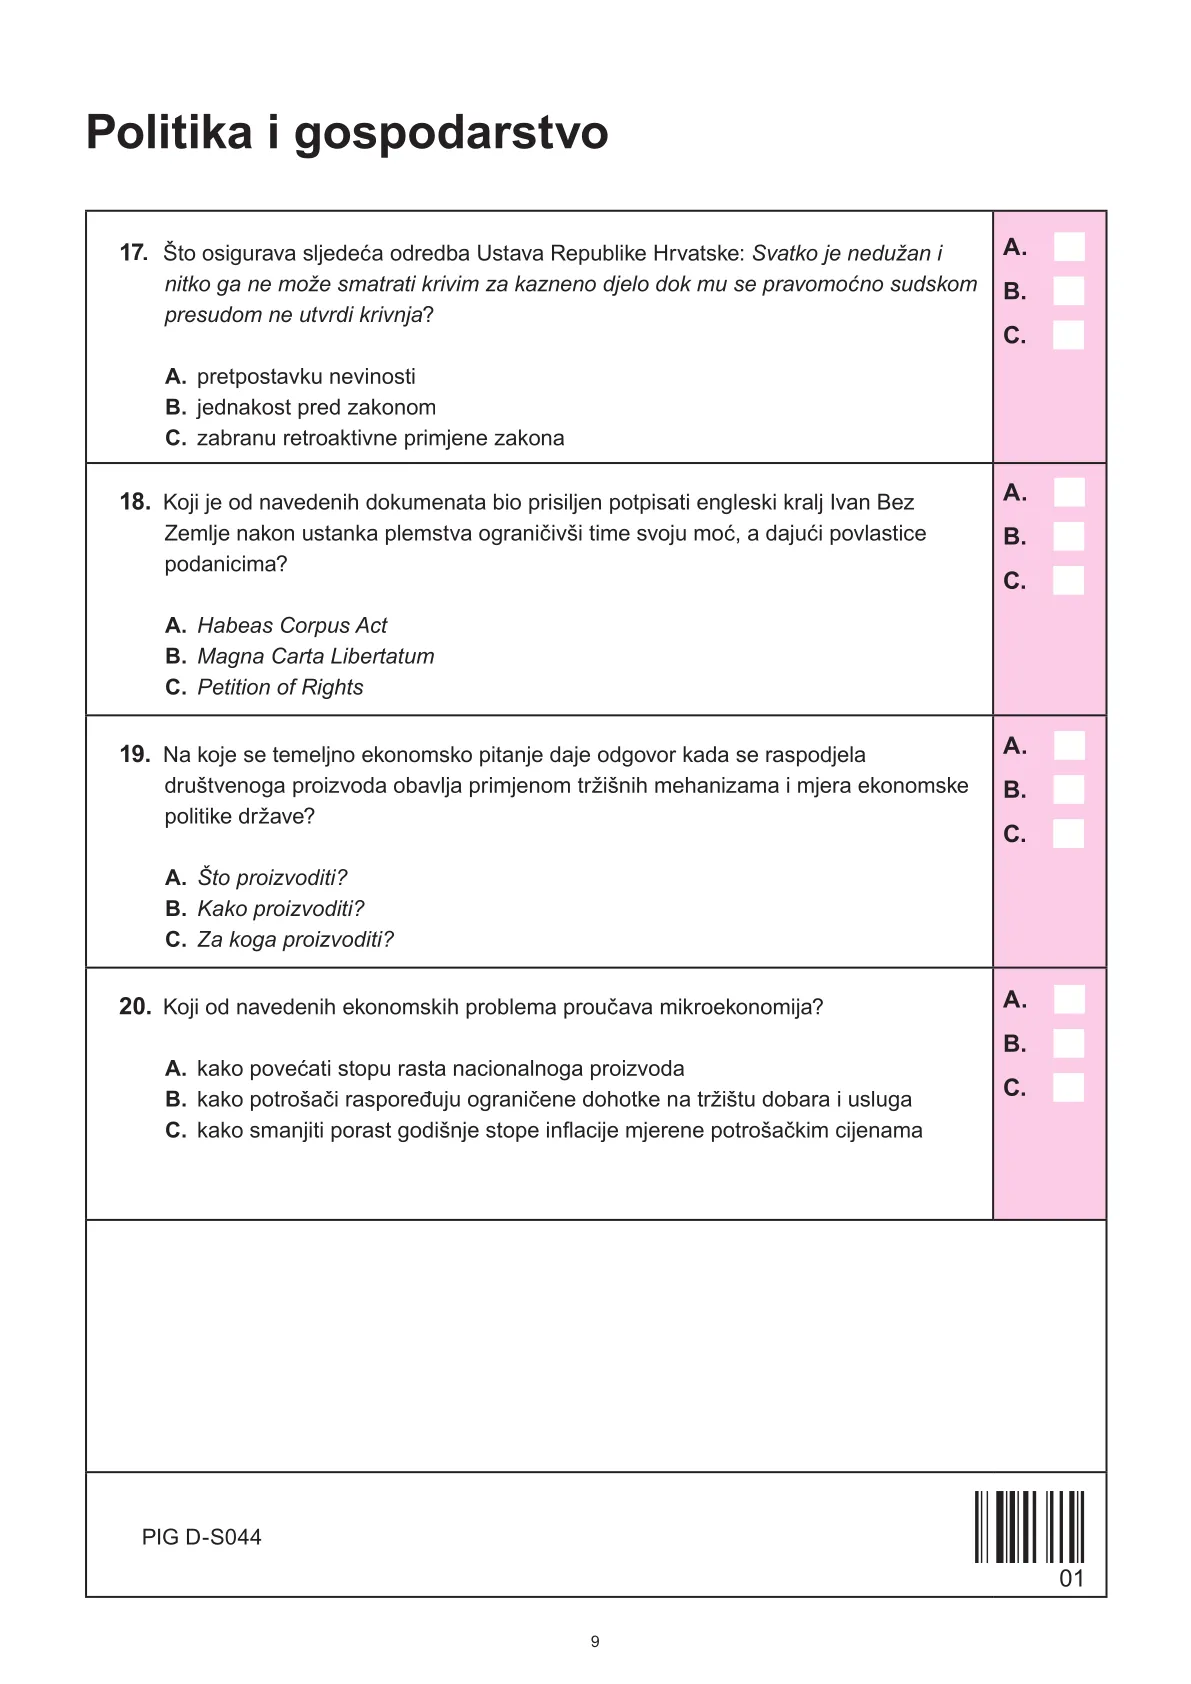 Politika i gospodarstvo
17. Što osigurava sljedeća odredba Ustava Republike Hrvatske: Svatko je nedužan i
nitko ga ne može smatrati krivim za kazneno djelo dok mu se pravomoćno sudskom
presudom ne utvrdi krivnja?
A. pretpostavku nevinosti
B. jednakost pred zakonom
C. zabranu retroaktivne primjene zakona
A.
B.
C.
18. Koji je od navedenih dokumenata bio prisiljen potpisati engleski kralj Ivan Bez
Zemlje nakon ustanka plemstva ograničivši time svoju moć, a dajući povlastice
podanicima?
A. Habeas Corpus Act
B. Magna Carta Libertatum
C. Petition of Rights
A.
B.
C.
19. Na koje se temeljno ekonomsko pitanje daje odgovor kada se raspodjela
društvenoga proizvoda obavlja primjenom tržišnih mehanizama i mjera ekonomske
politike države?
A. Što proizvoditi?
B. Kako proizvoditi?
C. Za koga proizvoditi?
A.
B.
C.
20. Koji od navedenih ekonomskih problema proučava mikroekonomija?
A. kako povećati stopu rasta nacionalnoga proizvoda
B. kako potrošači raspoređuju ograničene dohotke na tržištu dobara i usluga
C. kako smanjiti porast godišnje stope inflacije mjerene potrošačkim cijenama
A.
B.
C.
PIG D-S044
01
9